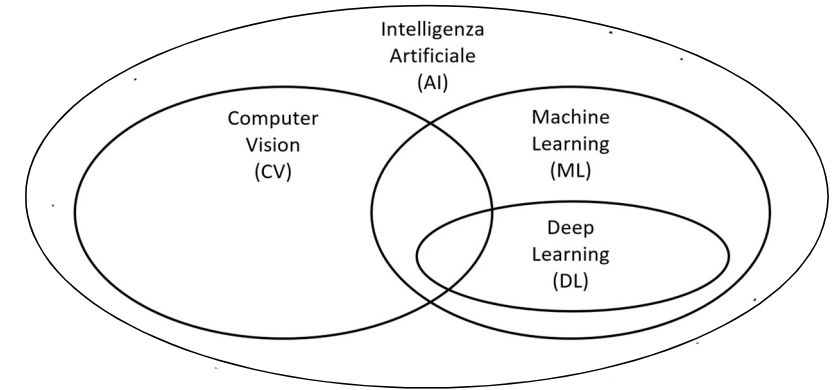 Intelligenza
Artificiale
(AI)
Computer
Vision
(CV)
Machine
Learning
(ML)
Deep
Learning
(DL)